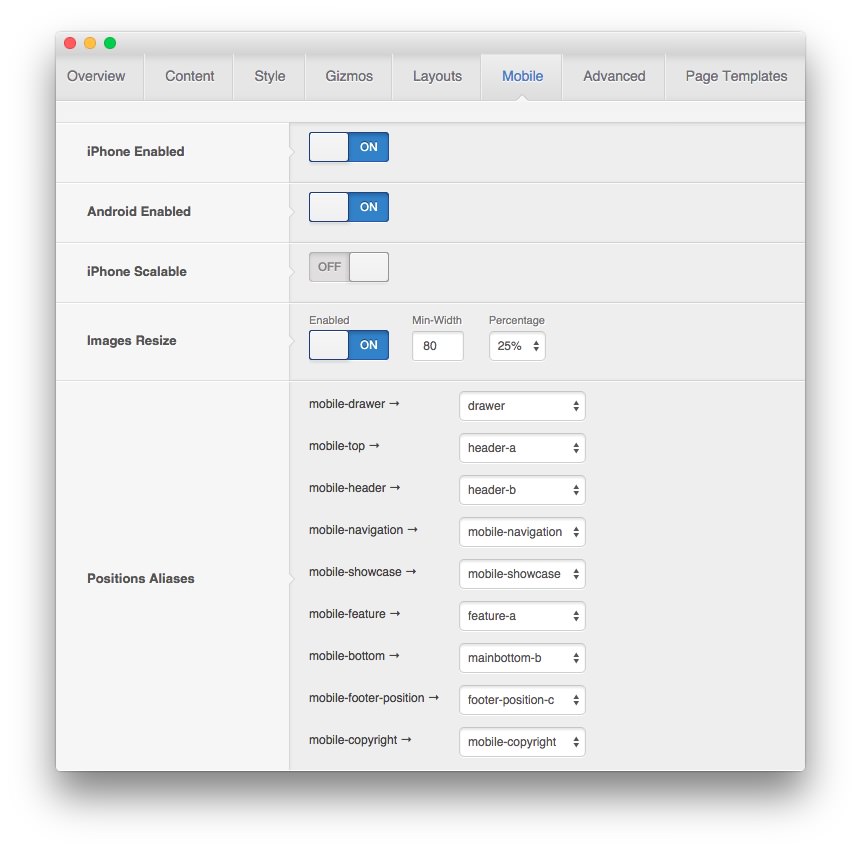 Overview Content Style Gizmos Layouts Mobile Advanced Page Templates
iPhone Enabled ON
Android Enabled ON
iPhone Scalable OFF
Enabled Min-Width Percentage
Images Resize ON 80 25%
Positions Aliases
mobile-drawer → drawer
mobile-top → header-a
mobile-header → header-b
mobile-navigation → mobile-navigation
mobile-showcase → mobile-showcase
mobile-feature → feature-a
mobile-bottom → mainbottom-b
mobile-footer-position → footer-position-c
mobile-copyright → mobile-copyright